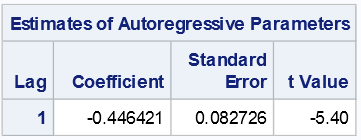 Estimates of Autoregressive Parameters
Lag Coefficient Standard Error t Value
1 -0.446421 0.082726 -5.40